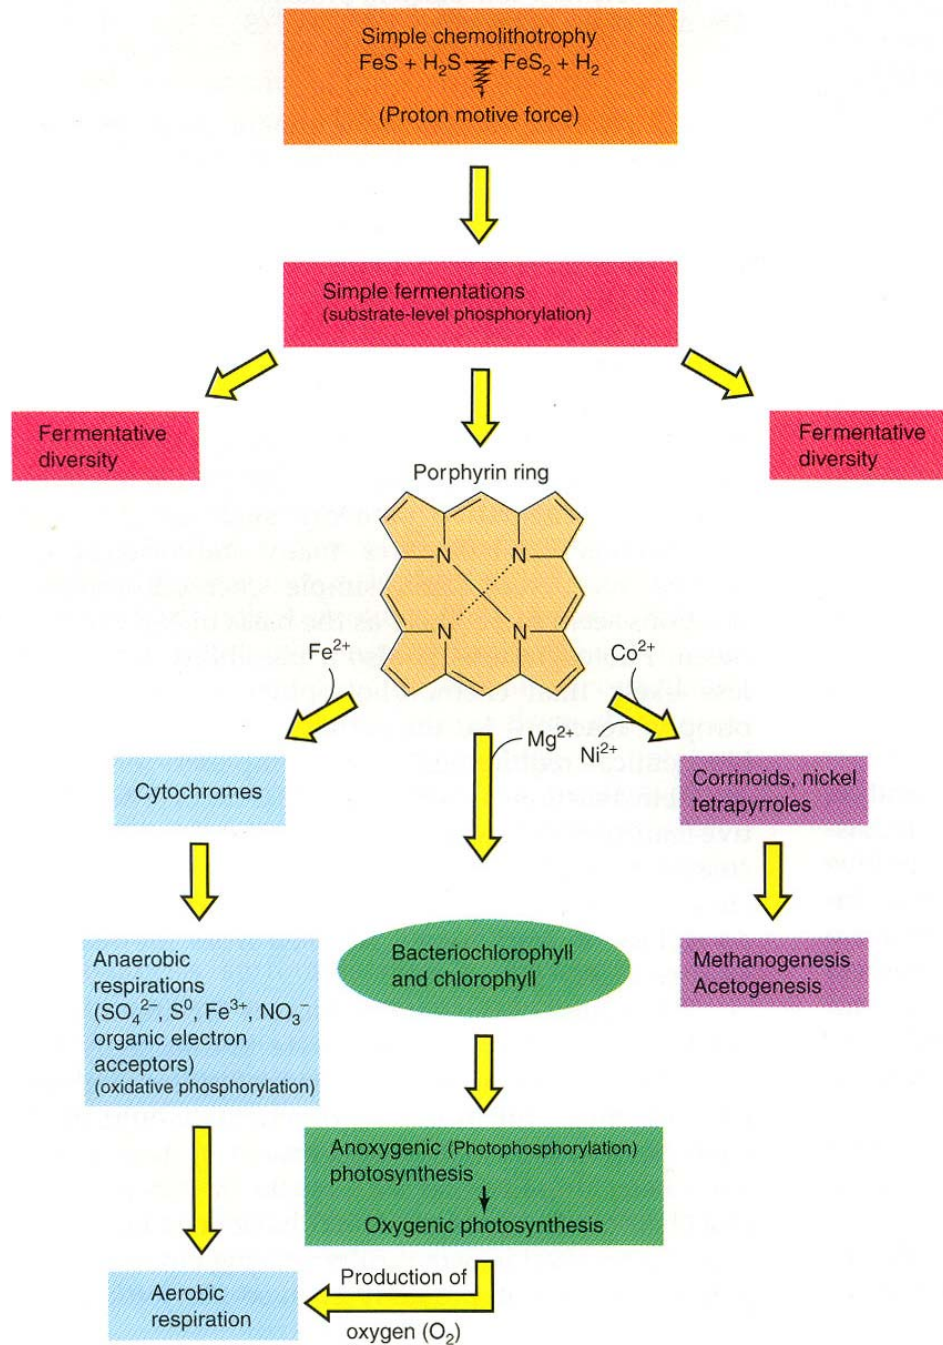 Simple chemolithotrophy
FeS + H₂S → FeS₂ + H₂
(Proton motive force)
Simple fermentations
(substrate-level phosphorylation)
Fermentative
diversity
Fermentative
diversity
Porphyrin ring
N N
N N
Fe²⁺
Co²⁺
Mg²⁺
Ni²⁺
Cytochromes
Corrinoids, nickel
tetrapyrroles
Anaerobic
respirations
(SO₄²⁻, S⁰, Fe³⁺, NO₃⁻
organic electron
acceptors)
(oxidative phosphorylation)
Bacteriochlorophyll
and chlorophyll
Methanogenesis
Acetogenesis
Anoxygenic (Photophosphorylation)
photosynthesis
Oxygenic photosynthesis
Aerobic
respiration
Production of
oxygen (O₂)